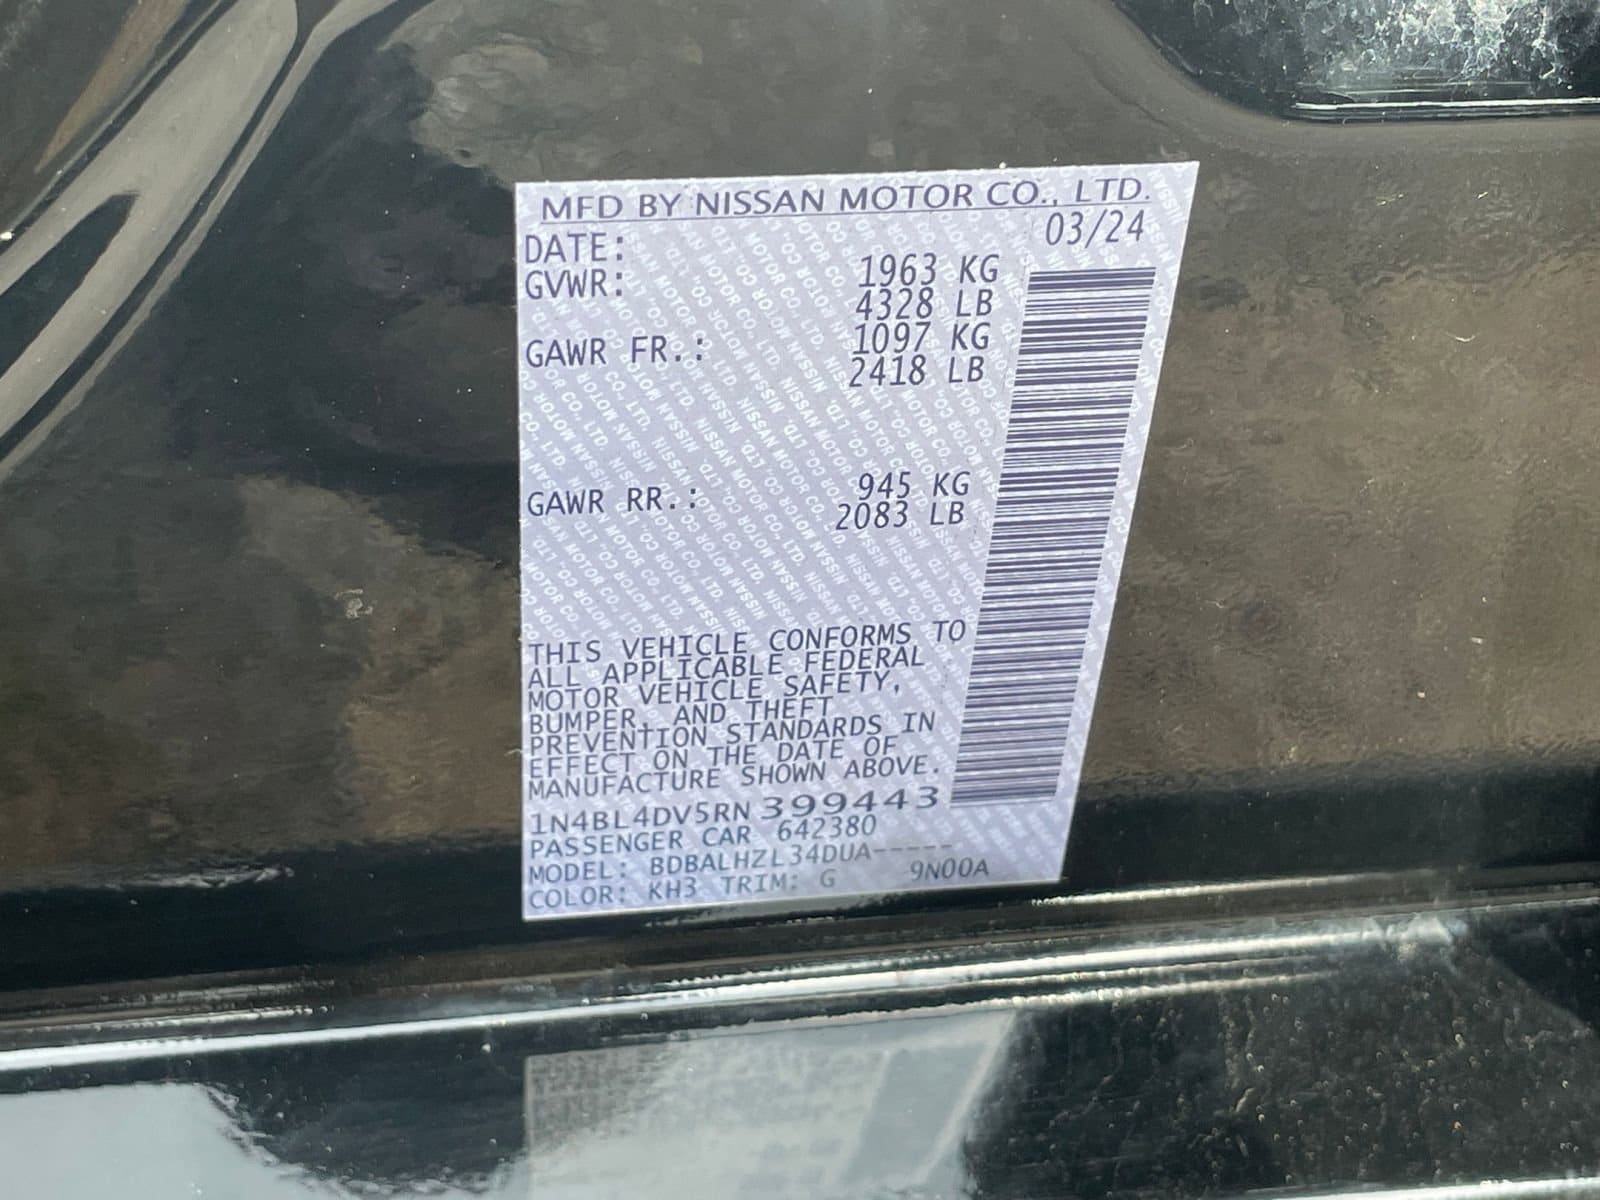 MFD BY NISSAN MOTOR CO., LTD.
DATE: 03/24
GVWR: 1963 KG
4328 LB
GAWR FR.: 1097 KG
2418 LB
GAWR RR.: 945 KG
2083 LB
THIS VEHICLE CONFORMS TO
ALL APPLICABLE FEDERAL
MOTOR VEHICLE SAFETY,
BUMPER, AND THEFT
PREVENTION STANDARDS IN
EFFECT ON THE DATE OF
MANUFACTURE SHOWN ABOVE.
1N4BL4DV5RN 399443
PASSENGER CAR 642380
MODEL: BDBALHZL34DUA-----
COLOR: KH3 TRIM: G 9N00A